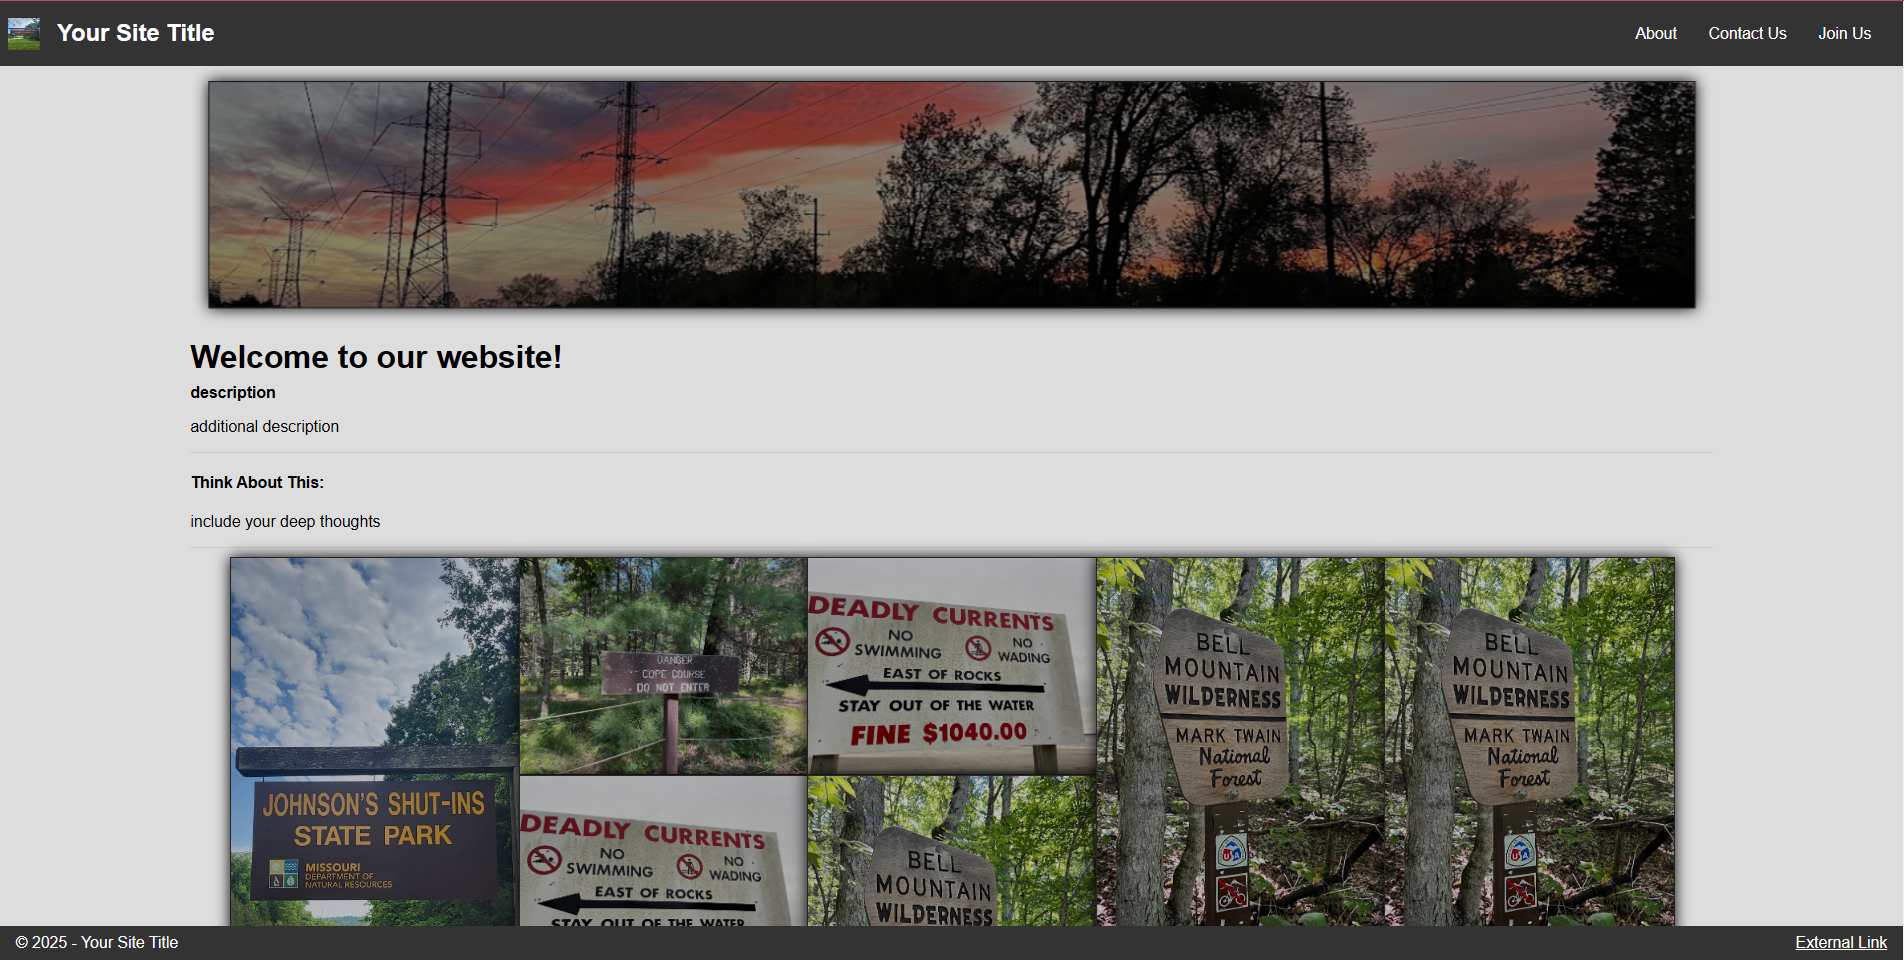 Your Site Title
About
Contact Us
Join Us
Welcome to our website!
description
additional description
Think About This:
include your deep thoughts
JOHNSON'S SHUT-INS
STATE PARK
MISSOURI
DEPARTMENT OF
NATURAL RESOURCES
DANGER
COPE COURSE
DO NOT ENTER
DEADLY CURRENTS
NO
SWIMMING
NO
WADING
EAST OF ROCKS
STAY OUT OF THE WATER
FINE $1040.00
BELL
MOUNTAIN
WILDERNESS
MARK TWAIN
National
Forest
BELL
MOUNTAIN
WILDERNESS
MARK TWAIN
National
Forest
DEADLY CURRENTS
NO
SWIMMING
NO
WADING
EAST OF ROCKS
STAY OUT OF THE WATER
BELL
MOUNTAIN
WILDERNESS
© 2025 - Your Site Title
External Link